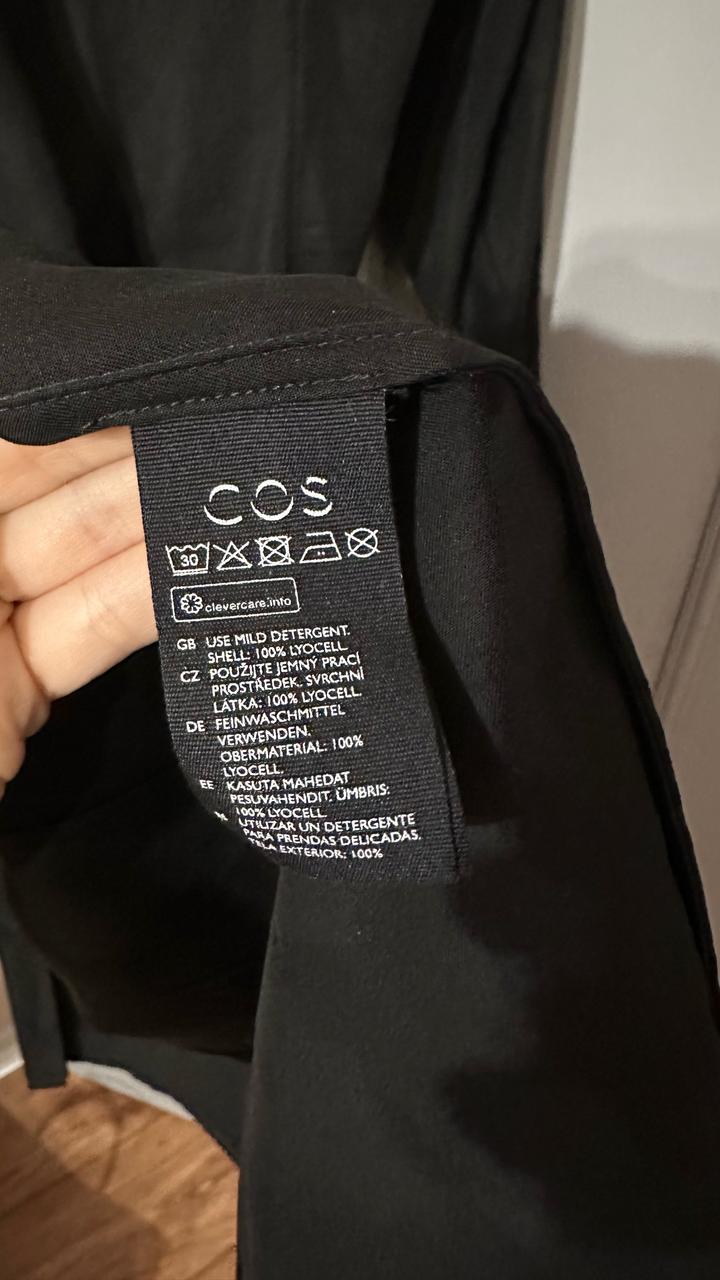 COS
30
clevercare.info
GB USE MILD DETERGENT.
SHELL: 100% LYOCELL
CZ POUŽIJTE JEMNÝ PRACÍ
PROSTŘEDEK. SVRCHNÍ
LÁTKA: 100% LYOCELL
DE FEINWASCHMITTEL
VERWENDEN.
OBERMATERIAL: 100%
LYOCELL.
EE KASUTA MAHEDAT
PESUVAHENDIT. ÜMBRIS:
100% LYOCELL
UTILIZAR UN DETERGENTE
PARA PRENDAS DELICADAS.
TELA EXTERIOR: 100%